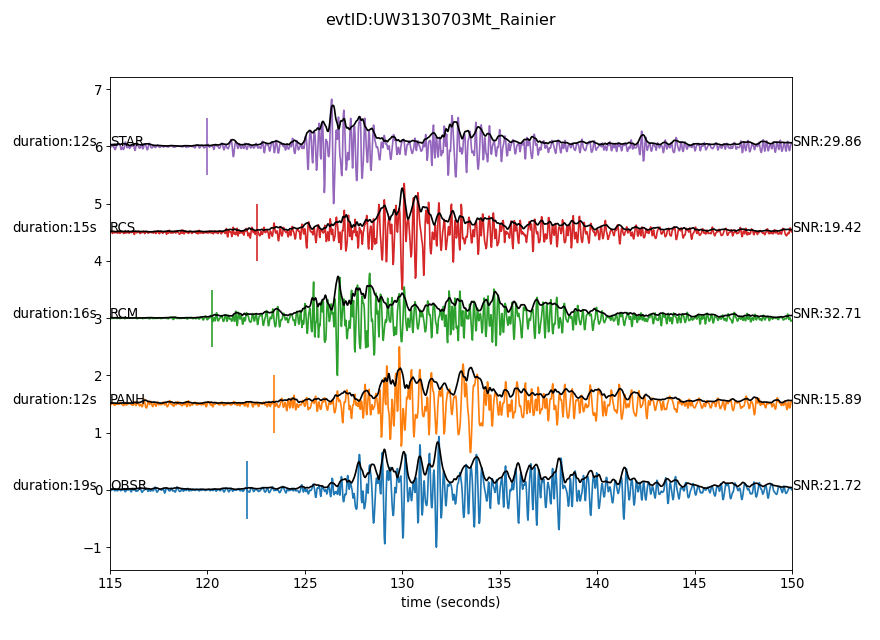 evtID:UW3130703Mt_Rainier
7
duration:12s STAR SNR:29.86
6
5
duration:15s RCS SNR:19.42
4
duration:16s RCM SNR:32.71
3
2
duration:12s PANH SNR:15.89
1
duration:19s OBSR SNR:21.72
0
−1
115 120 125 130 135 140 145 150
time (seconds)